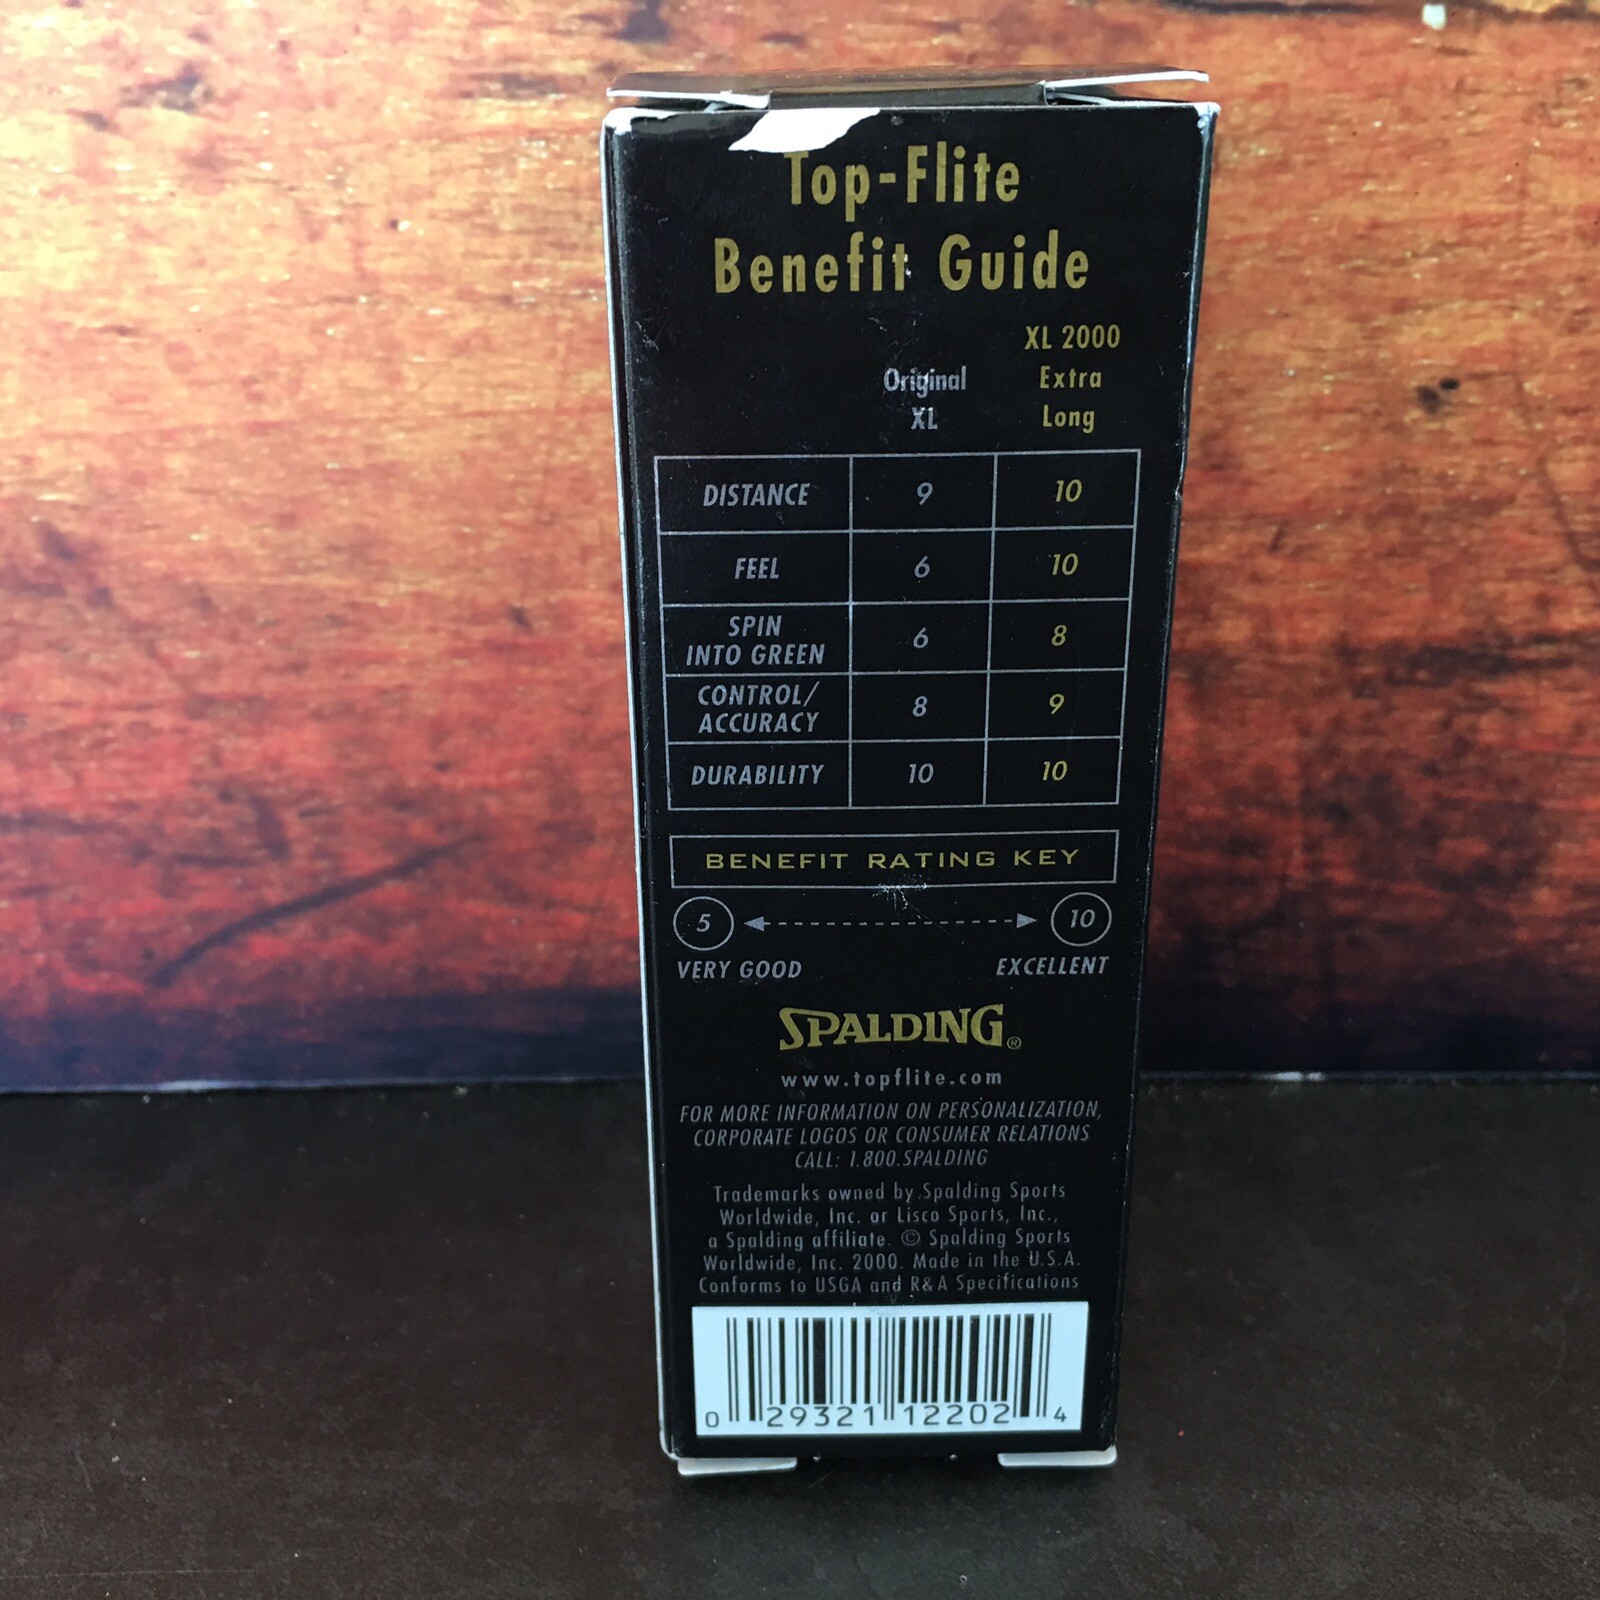 Top-Flite
Benefit Guide
XL 2000
Original Extra
XL Long
DISTANCE 9 10
FEEL 6 10
SPIN
INTO GREEN 6 8
CONTROL/
ACCURACY 8 9
DURABILITY 10 10
BENEFIT RATING KEY
5 10
VERY GOOD EXCELLENT
SPALDING®
www.topflite.com
FOR MORE INFORMATION ON PERSONALIZATION,
CORPORATE LOGOS OR CONSUMER RELATIONS
CALL: 1.800.SPALDING
Trademarks owned by Spalding Sports
Worldwide, Inc. or Lisco Sports, Inc.,
a Spalding affiliate. © Spalding Sports
Worldwide, Inc. 2000. Made in the U.S.A.
Conforms to USGA and R&A Specifications
0 29321 12202 4